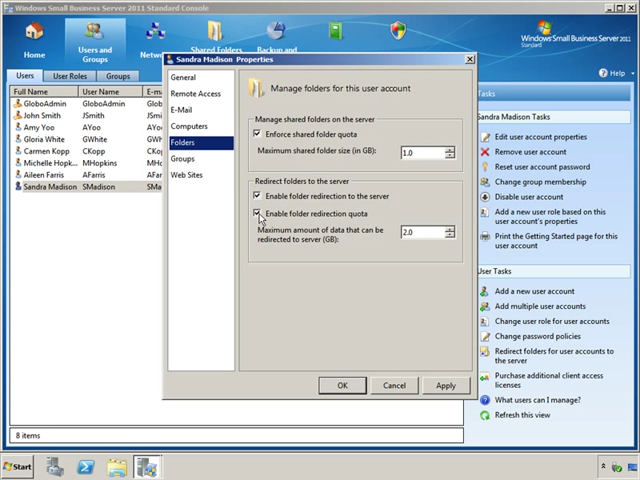 Windows Small Business Server 2011 Standard Console
Home
Users and
Groups
Shared Folders
Backup and
Windows Small Business Server 2011
Standard
Help
Users
User Roles
Groups
Full Name
User Name
GloboAdmin
GloboAdmin
John Smith
JSmith
Amy Yoo
AYoo
Gloria White
GWhite
Carmen Kopp
CKopp
Michelle Hopk...
MHopkins
Aileen Farris
AFarris
Sandra Madison
SMadison
8 items
Sandra Madison Properties
General
Remote Access
E-Mail
Computers
Folders
Groups
Web Sites
Manage folders for this user account
Manage shared folders on the server
Enforce shared folder quota
Maximum shared folder size (in GB):
1.0
Redirect folders to the server
Enable folder redirection to the server
Enable folder redirection quota
Maximum amount of data that can be
redirected to server (GB):
2.0
OK
Cancel
Apply
Tasks
Sandra Madison Tasks
Edit user account properties
Remove user account
Reset user account password
Change group membership
Disable user account
Add a new user role based on this
user account's properties
Print the Getting Started page for this
user account
User Tasks
Add a new user account
Add multiple user accounts
Change user role for user accounts
Change password policies
Redirect folders for user accounts to
the server
Purchase additional client access
licenses
What users can I manage?
Refresh this view
Start